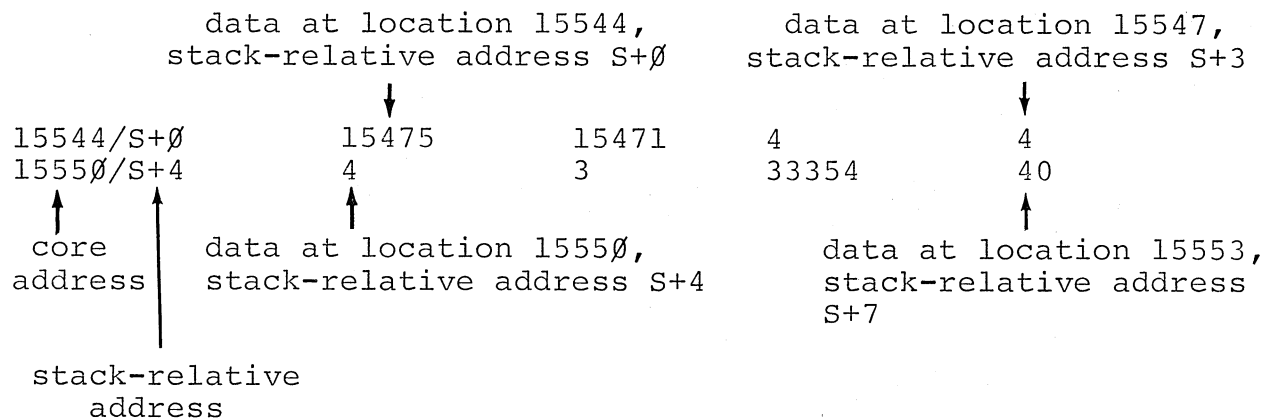 data at location 15544,
stack-relative address S+Ø
data at location 15547,
stack-relative address S+3
15544/S+Ø 15475 15471 4 4
1555Ø/S+4 4 3 33354 40
core
address
data at location 1555Ø,
stack-relative address S+4
data at location 15553,
stack-relative address
S+7
stack-relative
address